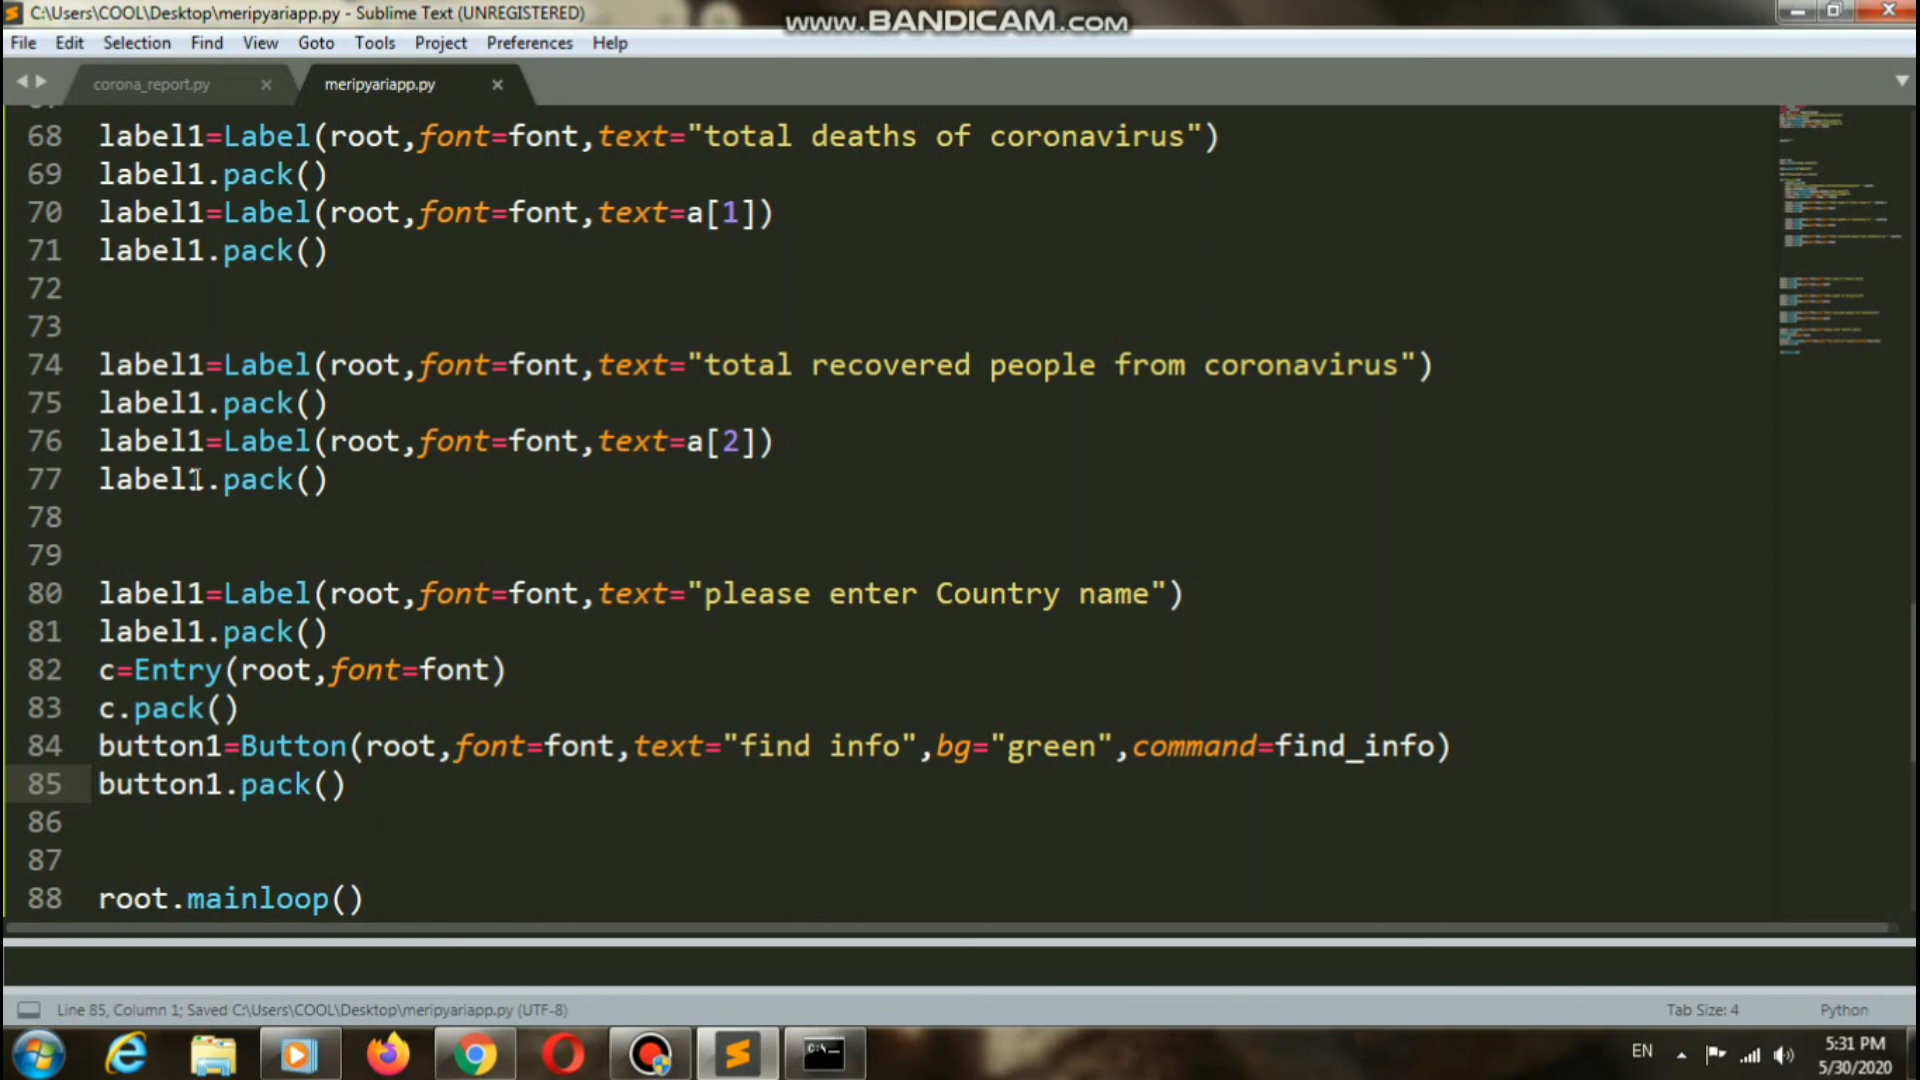 C:\Users\COOL\Desktop\meripyariapp.py - Sublime Text (UNREGISTERED)
www.BANDICAM.com
File Edit Selection Find View Goto Tools Project Preferences Help
corona_report.py × meripyariapp.py ×
68 label1=Label(root,font=font,text="total deaths of coronavirus")
69 label1.pack()
70 label1=Label(root,font=font,text=a[1])
71 label1.pack()
72
73
74 label1=Label(root,font=font,text="total recovered people from coronavirus")
75 label1.pack()
76 label1=Label(root,font=font,text=a[2])
77 label1.pack()
78
79
80 label1=Label(root,font=font,text="please enter Country name")
81 label1.pack()
82 c=Entry(root,font=font)
83 c.pack()
84 button1=Button(root,font=font,text="find info",bg="green",command=find_info)
85 button1.pack()
86
87
88 root.mainloop()
Line 85, Column 1; Saved C:\Users\COOL\Desktop\meripyariapp.py (UTF-8) Tab Size: 4 Python
C:\_
EN
5:31 PM
5/30/2020